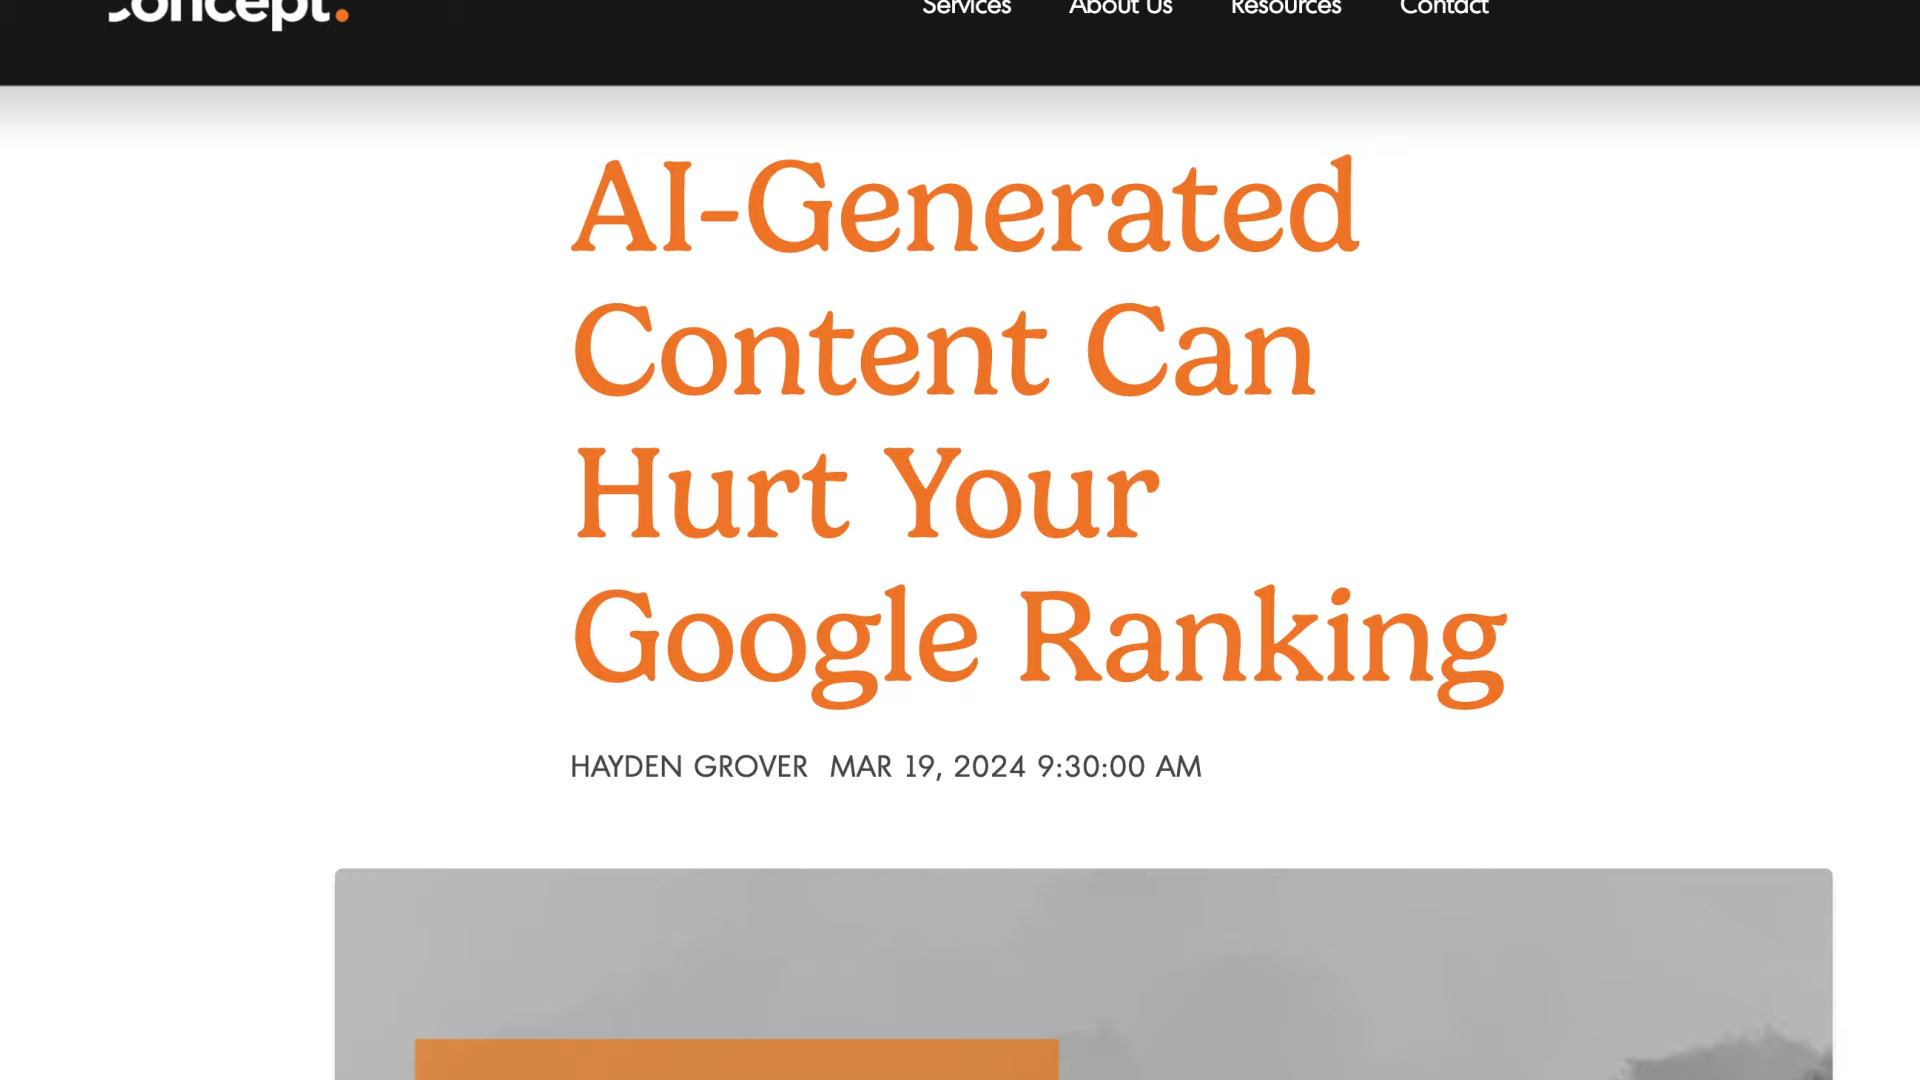 concept.
Services About Us Resources Contact
AI-Generated
Content Can
Hurt Your
Google Ranking
HAYDEN GROVER MAR 19, 2024 9:30:00 AM